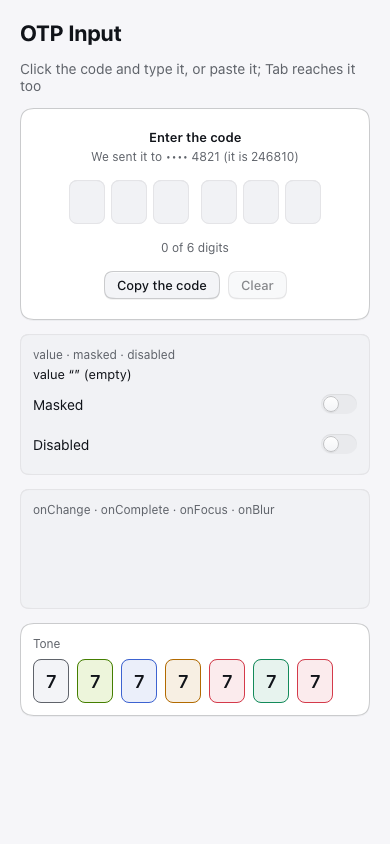 OTP Input
Click the code and type it, or paste it; Tab reaches it
too
Enter the code
We sent it to •••• 4821 (it is 246810)
0 of 6 digits
Copy the code
Clear
value · masked · disabled
value “” (empty)
Masked
Disabled
onChange · onComplete · onFocus · onBlur
Tone
7 7 7 7 7 7 7